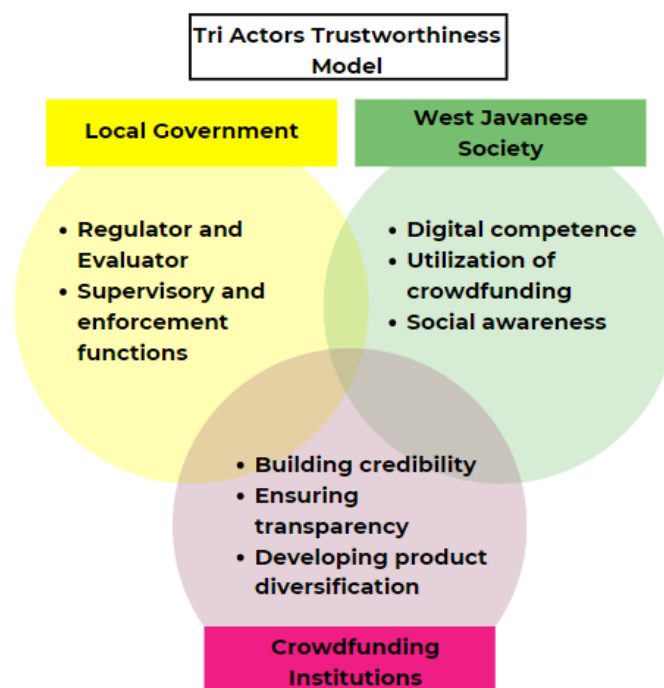 Tri Actors Trustworthiness
Model
Local Government
West Javanese
Society
• Regulator and
Evaluator
• Supervisory and
enforcement
functions
• Digital competence
• Utilization of
crowdfunding
• Social awareness
• Building credibility
• Ensuring
transparency
• Developing product
diversification
Crowdfunding
Institutions